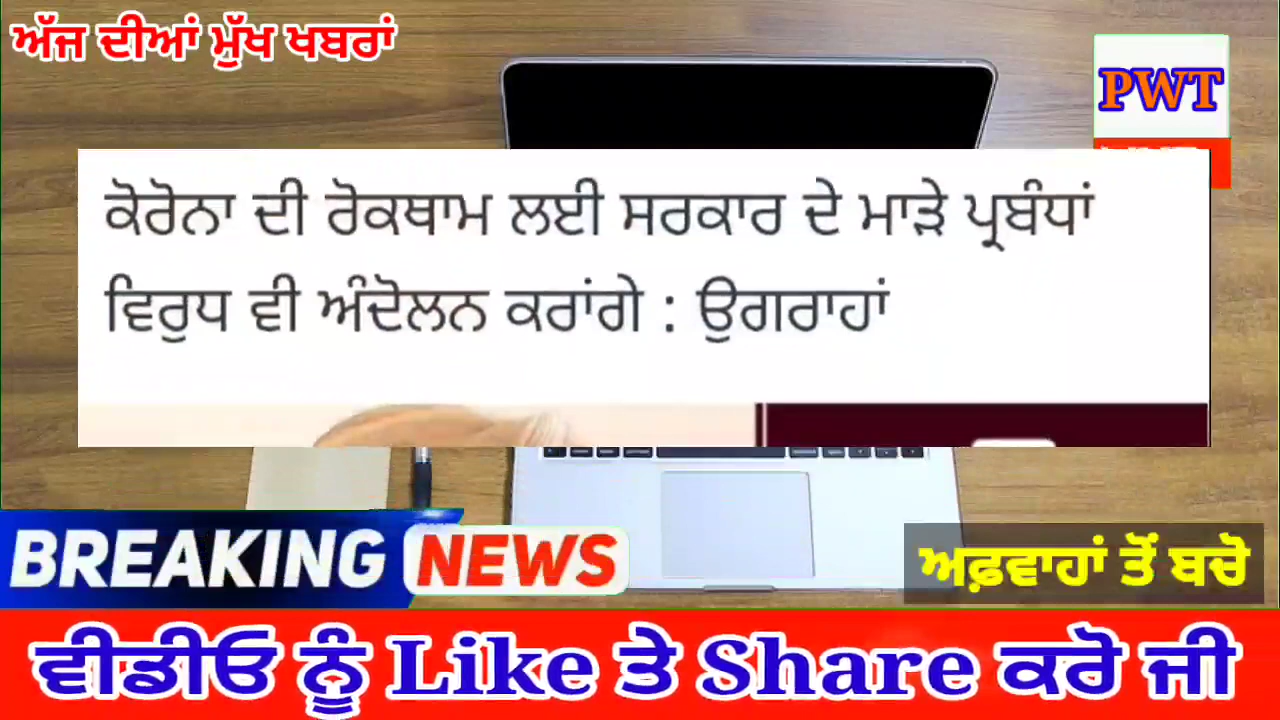 ਅੱਜ ਦੀਆਂ ਮੁੱਖ ਖਬਰਾਂ
PWT
ਕੋਰੋਨਾ ਦੀ ਰੋਕਥਾਮ ਲਈ ਸਰਕਾਰ ਦੇ ਮਾੜੇ ਪ੍ਰਬੰਧਾਂ
ਵਿਰੁਧ ਵੀ ਅੰਦੋਲਨ ਕਰਾਂਗੇ : ਉਗਰਾਹਾਂ
BREAKING NEWS
ਅਫ਼ਵਾਹਾਂ ਤੋਂ ਬਚੋ
ਵੀਡੀਓ ਨੂੰ Like ਤੇ Share ਕਰੋ ਜੀ